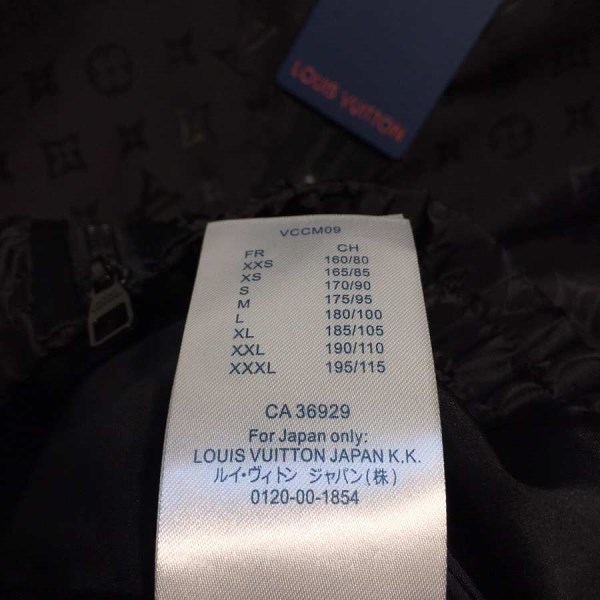 LOUIS VUITTON
VCCM09
FR CH
XXS 160/80
XS 165/85
S 170/90
M 175/95
L 180/100
XL 185/105
XXL 190/110
XXXL 195/115
CA 36929
For Japan only:
LOUIS VUITTON JAPAN K.K.
ルイ・ヴィトン ジャパン(株)
0120-00-1854